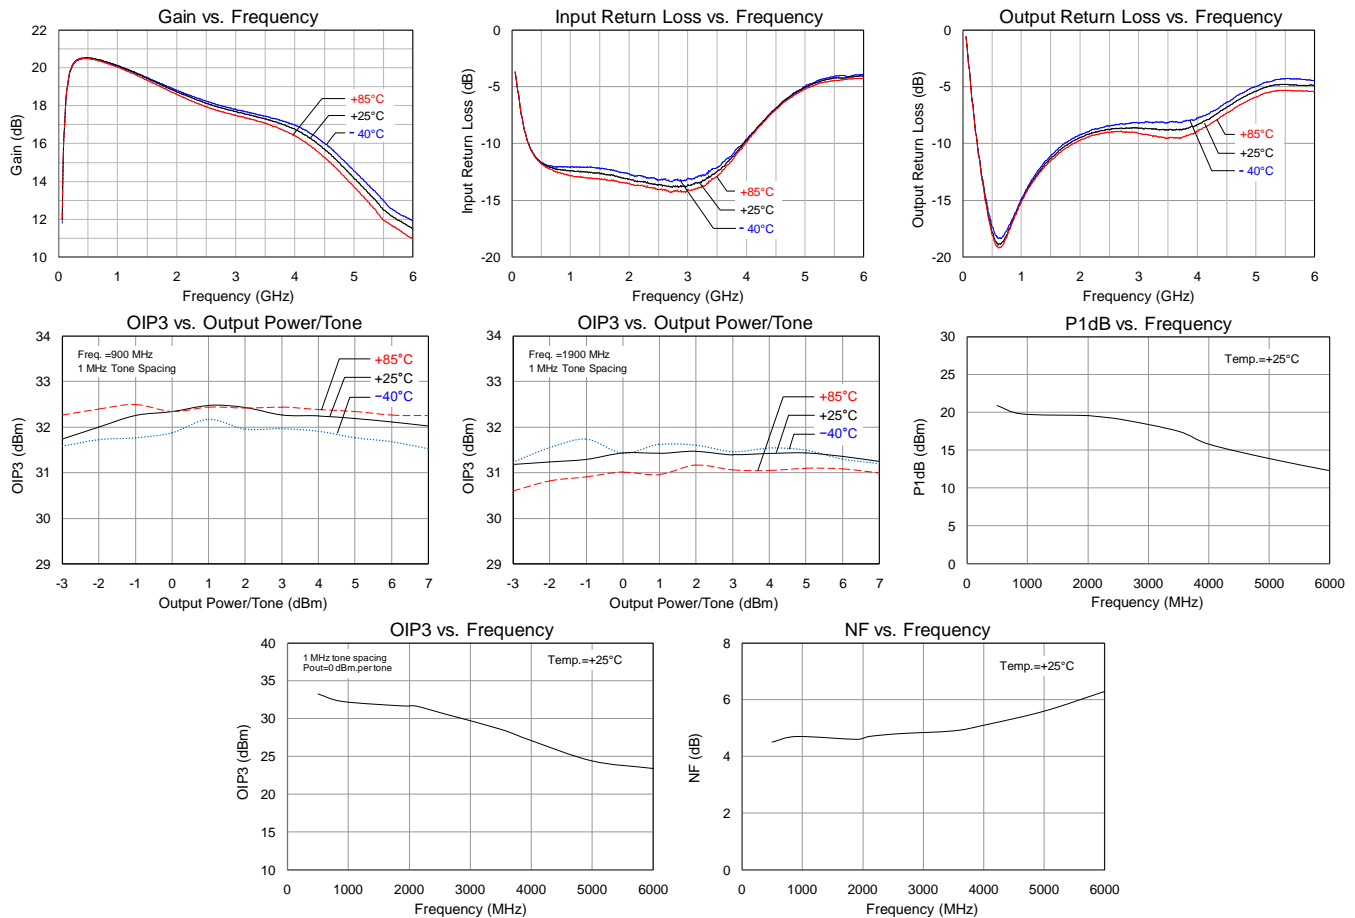 Gain vs. Frequency
Gain (dB)
22
20
18
16
14
12
10
0 1 2 3 4 5 6
Frequency (GHz)
+85°C
+25°C
- 40°C
Input Return Loss vs. Frequency
Input Return Loss (dB)
0
-5
-10
-15
-20
0 1 2 3 4 5 6
Frequency (GHz)
+85°C
+25°C
- 40°C
Output Return Loss vs. Frequency
Output Return Loss (dB)
0
-5
-10
-15
-20
0 1 2 3 4 5 6
Frequency (GHz)
+85°C
+25°C
- 40°C
OIP3 vs. Output Power/Tone
OIP3 (dBm)
34
33
32
31
30
29
-3 -2 -1 0 1 2 3 4 5 6 7
Output Power/Tone (dBm)
Freq. =900 MHz
1 MHz Tone Spacing
+85°C
+25°C
−40°C
OIP3 vs. Output Power/Tone
OIP3 (dBm)
34
33
32
31
30
29
-3 -2 -1 0 1 2 3 4 5 6 7
Output Power/Tone (dBm)
Freq. =1900 MHz
1 MHz Tone Spacing
+85°C
+25°C
−40°C
P1dB vs. Frequency
P1dB (dBm)
30
25
20
15
10
5
0
0 1000 2000 3000 4000 5000 6000
Frequency (MHz)
Temp.=+25°C
OIP3 vs. Frequency
OIP3 (dBm)
40
35
30
25
20
15
10
0 1000 2000 3000 4000 5000 6000
Frequency (MHz)
1 MHz tone spacing
Pout=0 dBm.per tone
Temp.=+25°C
NF vs. Frequency
NF (dB)
8
6
4
2
0
0 1000 2000 3000 4000 5000 6000
Frequency (MHz)
Temp.=+25°C